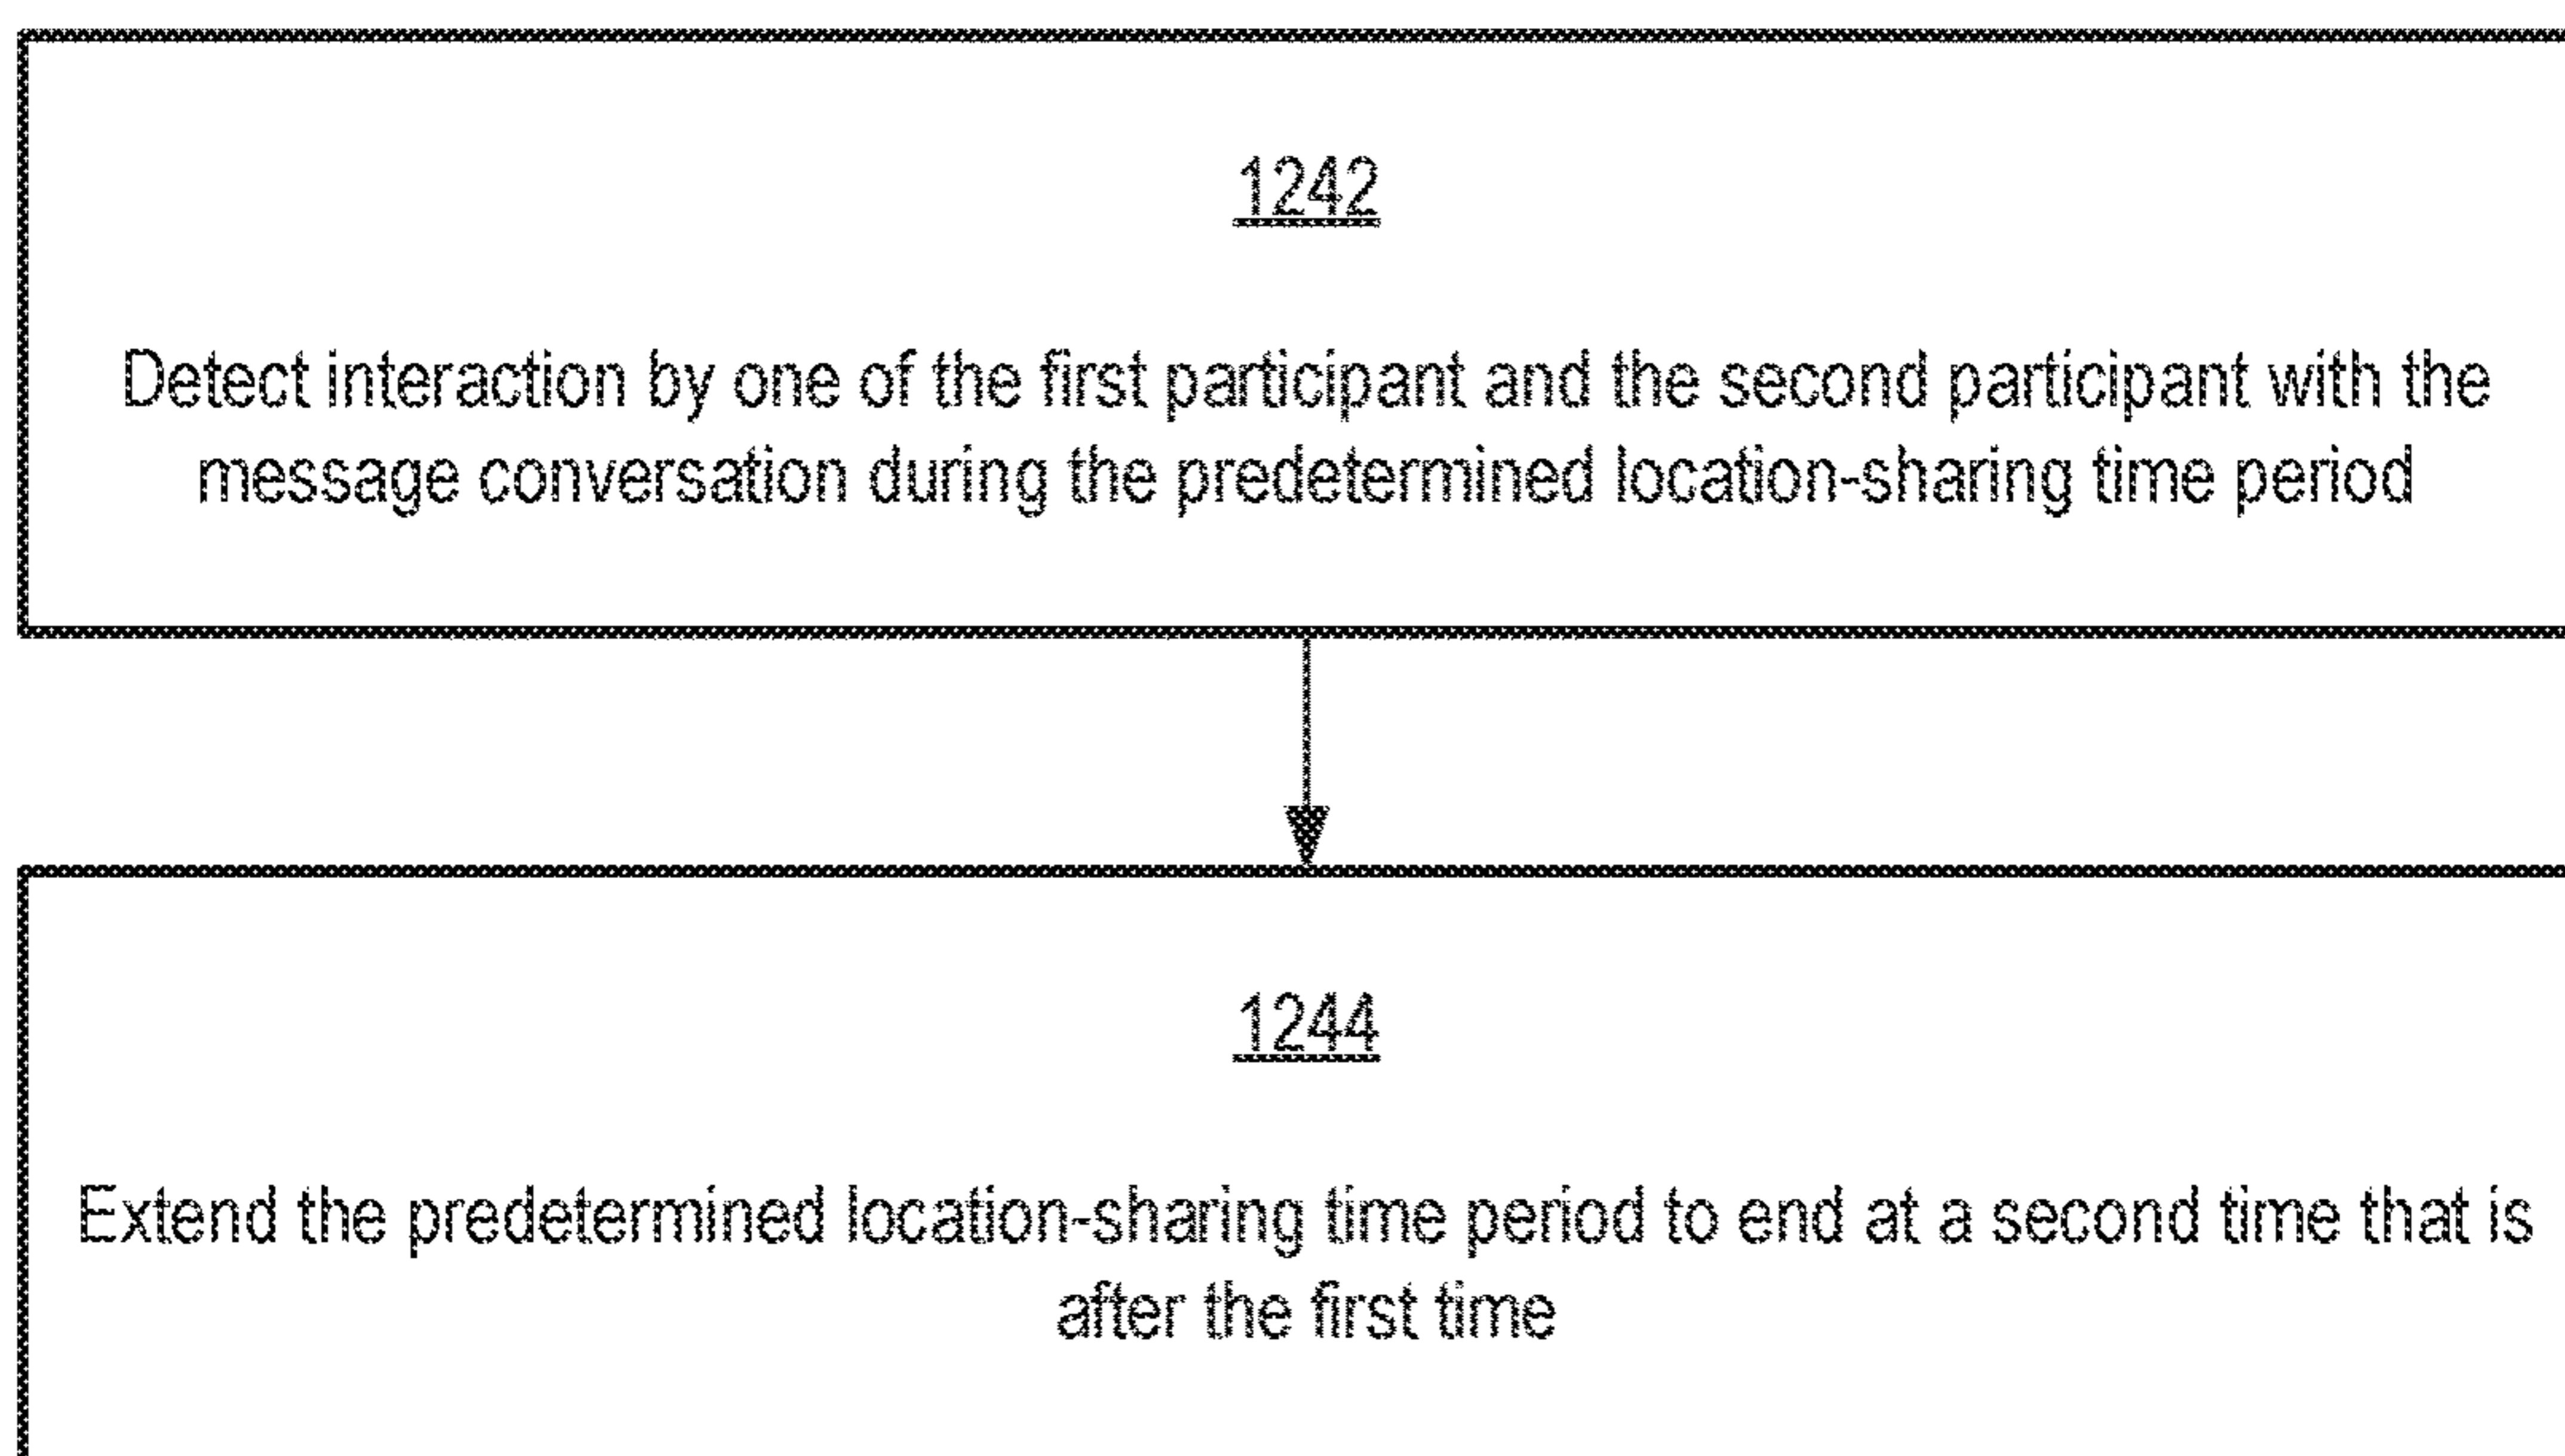 1242
Detect interaction by one of the first participant and the second participant with the
message conversation during the predetermined location-sharing time period
1244
Extend the predetermined location-sharing time period to end at a second time that is
after the first time